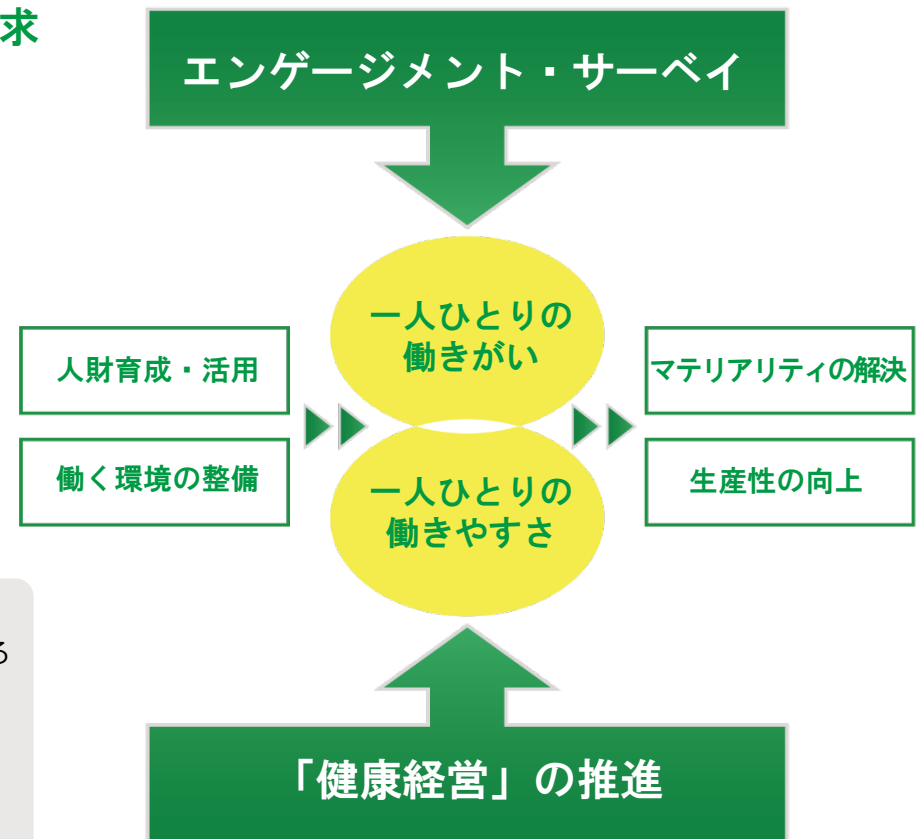 求
エンゲージメント・サーベイ
一人ひとりの
働きがい
人財育成・活用
マテリアリティの解決
働く環境の整備
一人ひとりの
働きやすさ
生産性の向上
る
「健康経営」の推進